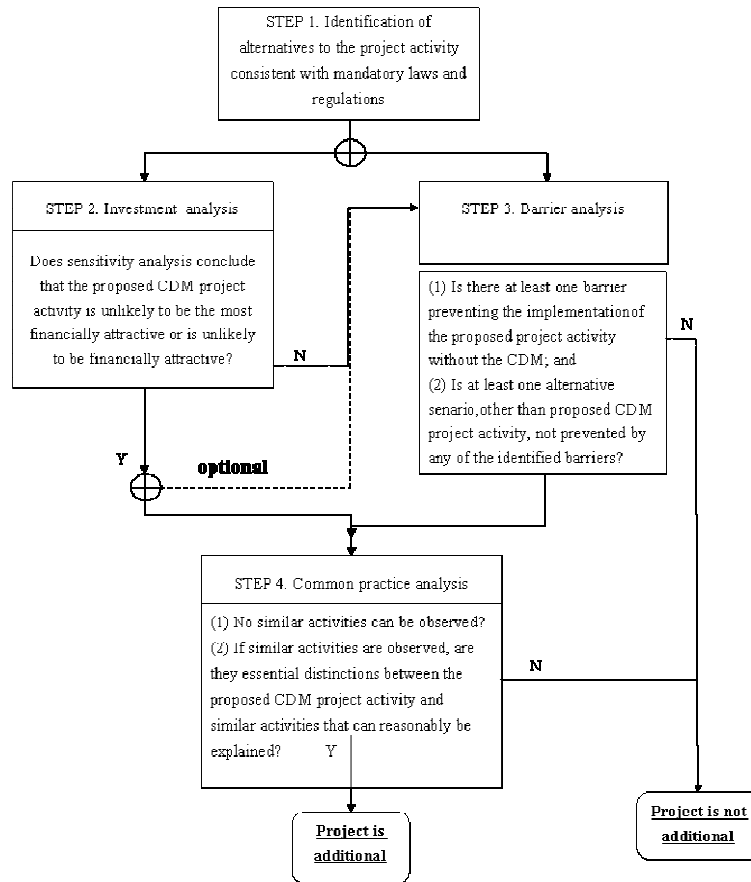 STEP 1. Identification of
alternatives to the project activity
consistent with mandatory laws and
regulations
STEP 2. Investment analysis
Does sensitivity analysis conclude
that the proposed CDM project
activity is unlikely to be the most
financially attractive or is unlikely
to be financially attractive?
N
Y
optional
STEP 3. Barrier analysis
(1) Is there at least one barrier
preventing the implementation of
the proposed project activity
without the CDM; and
(2) Is at least one alternative
senario, other than proposed CDM
project activity, not prevented by
any of the identified barriers?
N
STEP 4. Common practice analysis
(1) No similar activities can be observed?
(2) If similar activities are observed, are
they essential distinctions between the
proposed CDM project activity and
similar activities that can reasonably be
explained? Y
N
Project is
additional
Project is not
additional